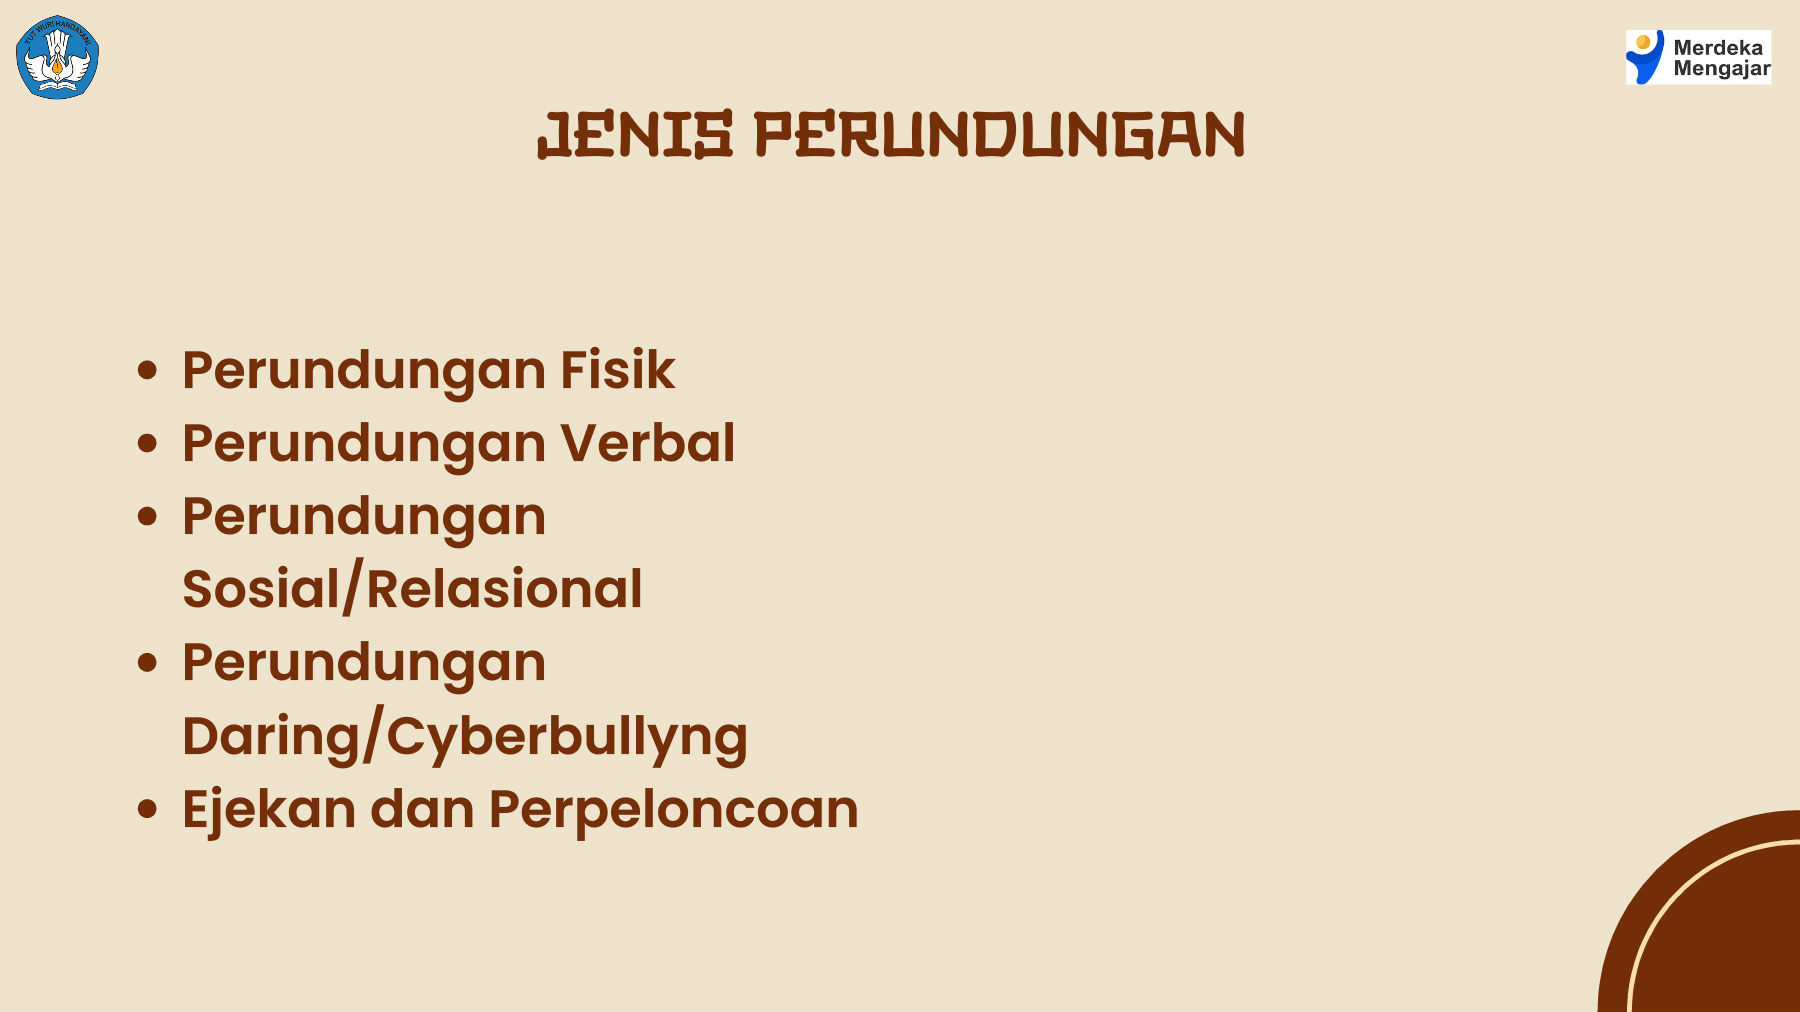 TUT WURI HANDAYANI
Merdeka
Mengajar
JENIS PERUNDUNGAN
• Perundungan Fisik
• Perundungan Verbal
• Perundungan
Sosial/Relasional
• Perundungan
Daring/Cyberbullyng
• Ejekan dan Perpeloncoan